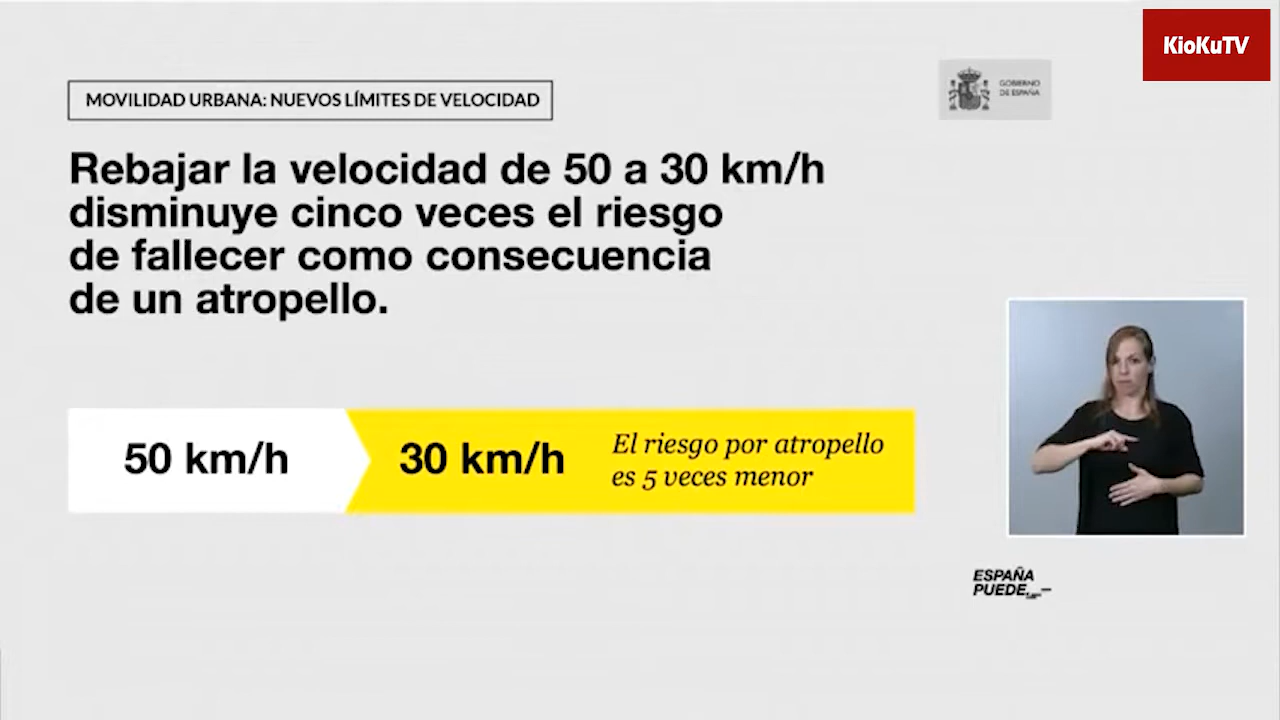 KioKuTV
MOVILIDAD URBANA: NUEVOS LÍMITES DE VELOCIDAD
GOBIERNO
DE ESPAÑA
Rebajar la velocidad de 50 a 30 km/h
disminuye cinco veces el riesgo
de fallecer como consecuencia
de un atropello.
50 km/h
30 km/h
El riesgo por atropello
es 5 veces menor
ESPAÑA
PUEDE.